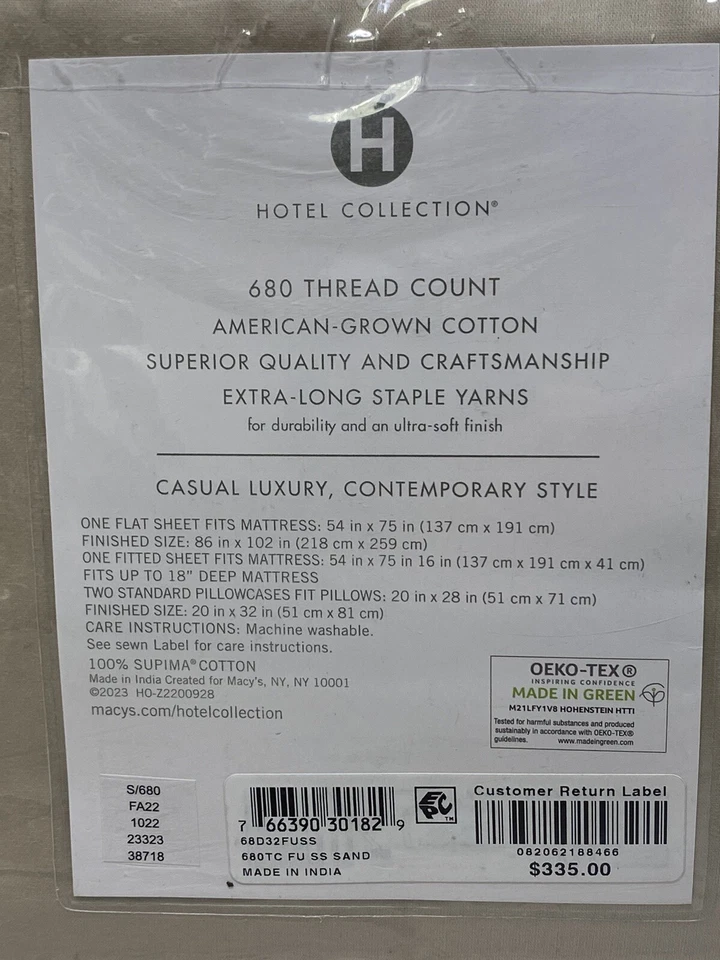 H
HOTEL COLLECTION®
680 THREAD COUNT
AMERICAN-GROWN COTTON
SUPERIOR QUALITY AND CRAFTSMANSHIP
EXTRA-LONG STAPLE YARNS
for durability and an ultra-soft finish
CASUAL LUXURY, CONTEMPORARY STYLE
ONE FLAT SHEET FITS MATTRESS: 54 in x 75 in (137 cm x 191 cm)
FINISHED SIZE: 86 in x 102 in (218 cm x 259 cm)
ONE FITTED SHEET FITS MATTRESS: 54 in x 75 in 16 in (137 cm x 191 cm x 41 cm)
FITS UP TO 18" DEEP MATTRESS
TWO STANDARD PILLOWCASES FIT PILLOWS: 20 in x 28 in (51 cm x 71 cm)
FINISHED SIZE: 20 in x 32 in (51 cm x 81 cm)
CARE INSTRUCTIONS: Machine washable.
See sewn Label for care instructions.
100% SUPIMA® COTTON
Made in India Created for Macy's, NY, NY 10001
©2023 HO-Z2200928
macys.com/hotelcollection
OEKO-TEX®
INSPIRING CONFIDENCE
MADE IN GREEN
M21LFY1V8 HOHENSTEIN HTTI
Tested for harmful substances and produced
sustainably in accordance with OEKO-TEX®
guidelines. www.madeingreen.com
S/680
FA22
1022
23323
38718
7 66390 30182 9
68D32FUSS
680TC FU SS SAND
MADE IN INDIA
EPC TM
Customer Return Label
082062188466
$335.00